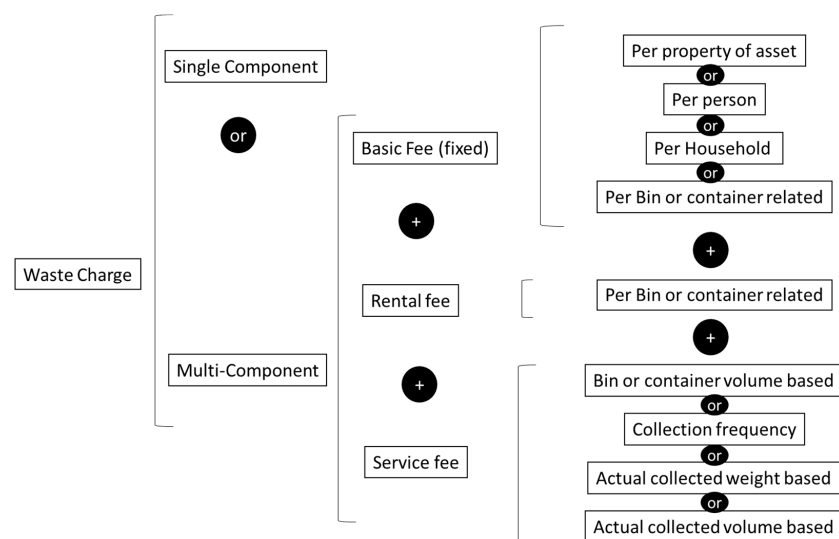 Waste Charge
Single Component
or
Multi-Component
Basic Fee (fixed)
+
Rental fee
+
Service fee
Per property of asset
or
Per person
or
Per Household
or
Per Bin or container related
+
Per Bin or container related
+
Bin or container volume based
or
Collection frequency
or
Actual collected weight based
or
Actual collected volume based